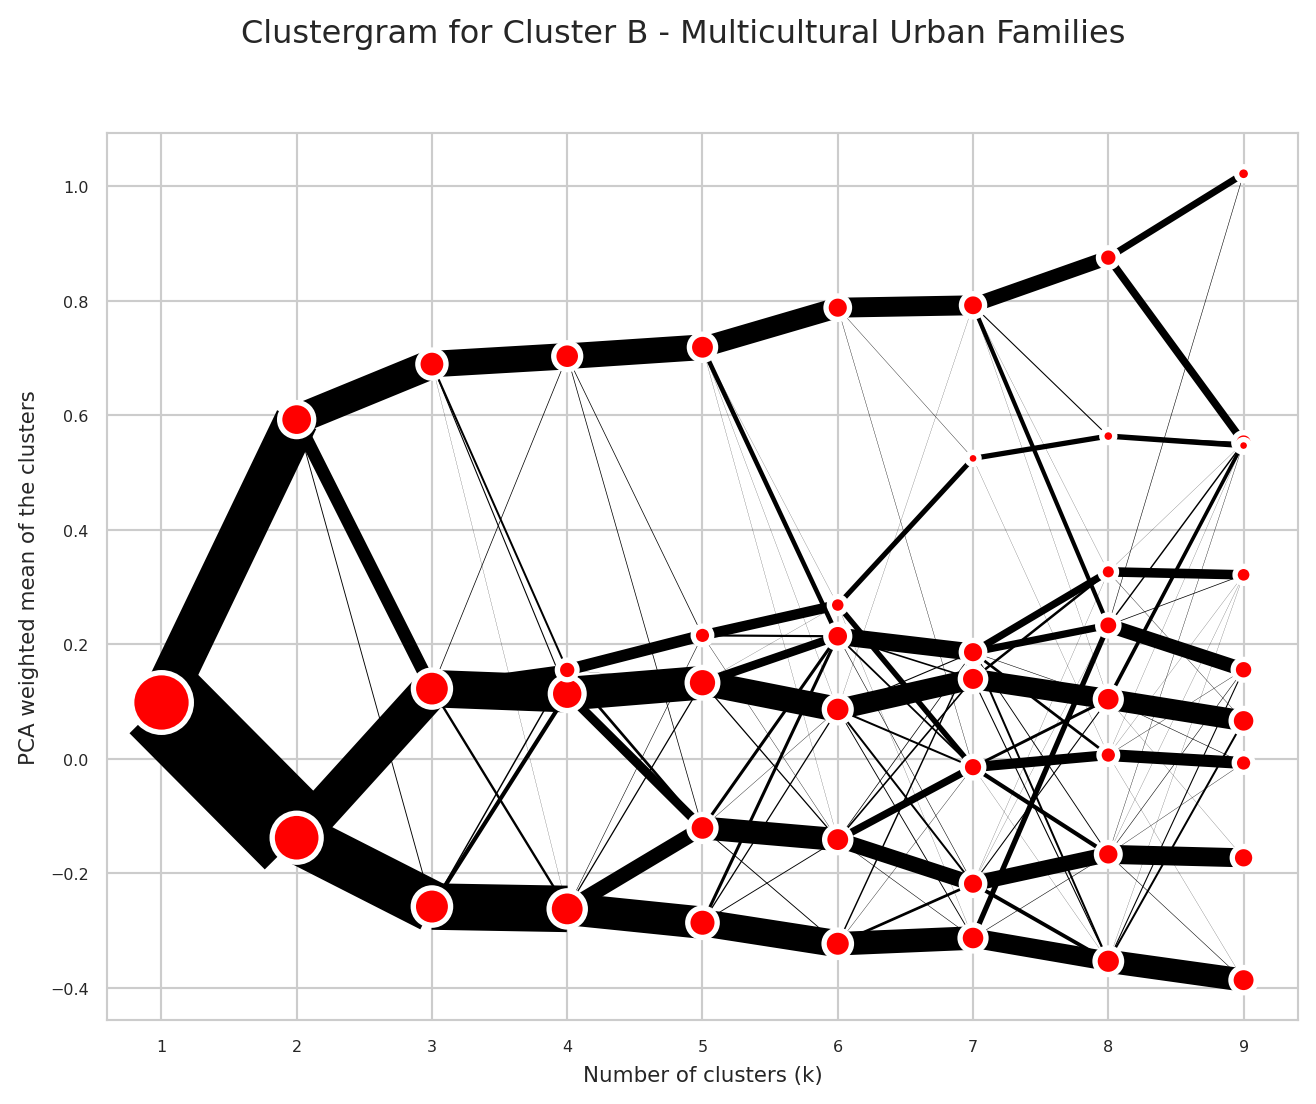 Clustergram for Cluster B - Multicultural Urban Families
PCA weighted mean of the clusters
1.0
0.8
0.6
0.4
0.2
0.0
−0.2
−0.4
1 2 3 4 5 6 7 8 9
Number of clusters (k)